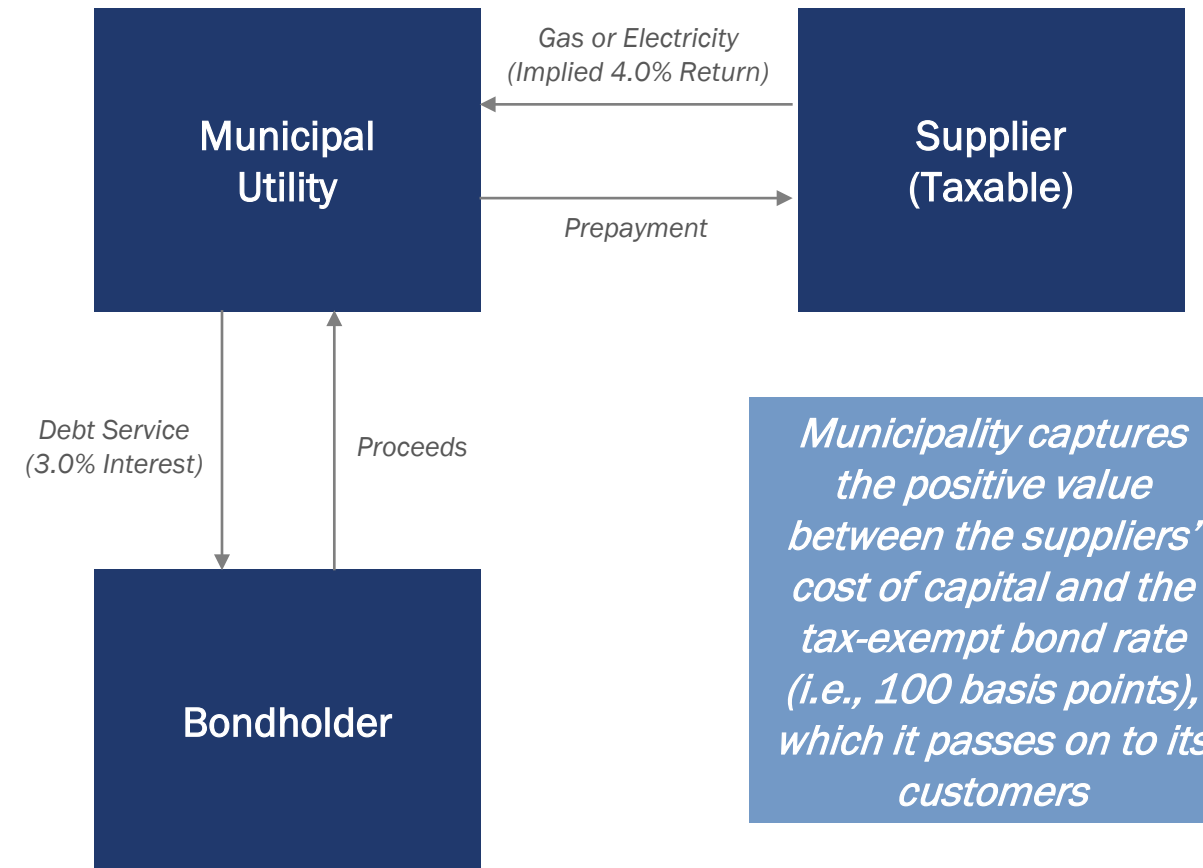 Gas or Electricity
(Implied 4.0% Return)
Municipal
Utility
Supplier
(Taxable)
Prepayment
Debt Service
(3.0% Interest)
Proceeds
Municipality captures
the positive value
between the suppliers’
cost of capital and the
tax-exempt bond rate
(i.e., 100 basis points),
which it passes on to its
customers
Bondholder